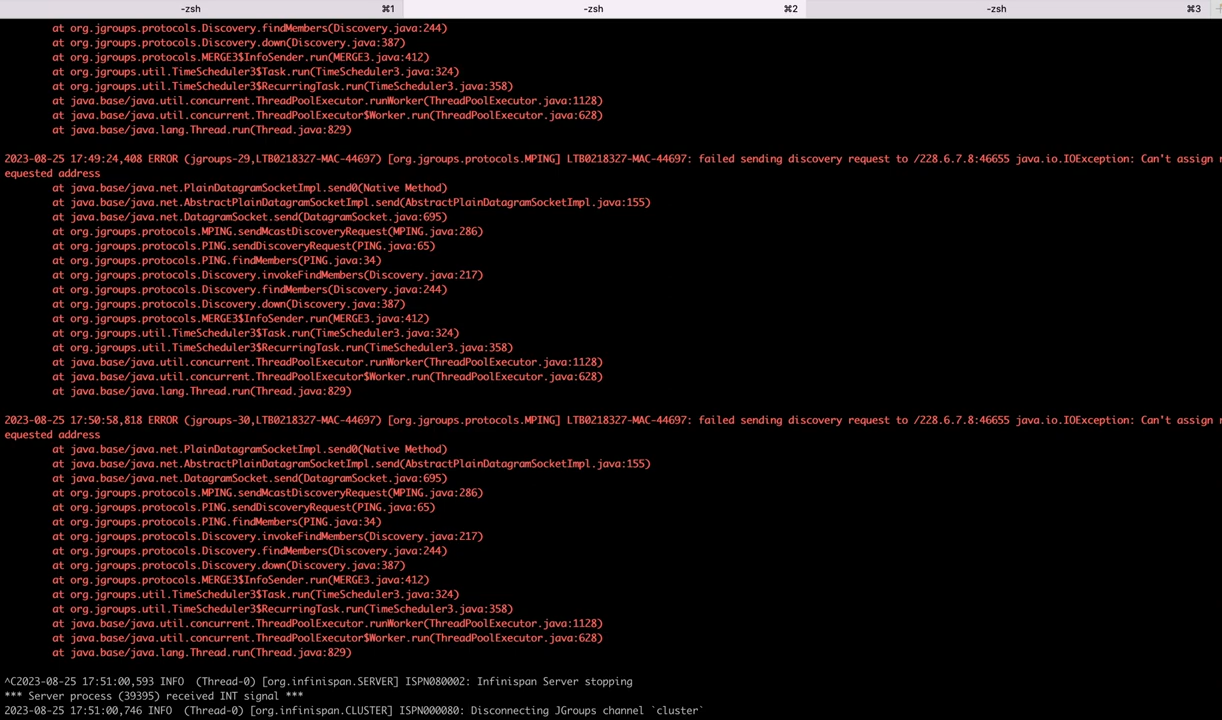 -zsh ⌘1 -zsh ⌘2 -zsh ⌘3
at org.jgroups.protocols.Discovery.findMembers(Discovery.java:244)
at org.jgroups.protocols.Discovery.down(Discovery.java:387)
at org.jgroups.protocols.MERGE3$InfoSender.run(MERGE3.java:412)
at org.jgroups.util.TimeScheduler3$Task.run(TimeScheduler3.java:324)
at org.jgroups.util.TimeScheduler3$RecurringTask.run(TimeScheduler3.java:358)
at java.base/java.util.concurrent.ThreadPoolExecutor.runWorker(ThreadPoolExecutor.java:1128)
at java.base/java.util.concurrent.ThreadPoolExecutor$Worker.run(ThreadPoolExecutor.java:628)
at java.base/java.lang.Thread.run(Thread.java:829)
2023-08-25 17:49:24,408 ERROR (jgroups-29,LTB0218327-MAC-44697) [org.jgroups.protocols.MPING] LTB0218327-MAC-44697: failed sending discovery request to /228.6.7.8:46655 java.io.IOException: Can't assign r
equested address
at java.base/java.net.PlainDatagramSocketImpl.send0(Native Method)
at java.base/java.net.AbstractPlainDatagramSocketImpl.send(AbstractPlainDatagramSocketImpl.java:155)
at java.base/java.net.DatagramSocket.send(DatagramSocket.java:695)
at org.jgroups.protocols.MPING.sendMcastDiscoveryRequest(MPING.java:286)
at org.jgroups.protocols.PING.sendDiscoveryRequest(PING.java:65)
at org.jgroups.protocols.PING.findMembers(PING.java:34)
at org.jgroups.protocols.Discovery.invokeFindMembers(Discovery.java:217)
at org.jgroups.protocols.Discovery.findMembers(Discovery.java:244)
at org.jgroups.protocols.Discovery.down(Discovery.java:387)
at org.jgroups.protocols.MERGE3$InfoSender.run(MERGE3.java:412)
at org.jgroups.util.TimeScheduler3$Task.run(TimeScheduler3.java:324)
at org.jgroups.util.TimeScheduler3$RecurringTask.run(TimeScheduler3.java:358)
at java.base/java.util.concurrent.ThreadPoolExecutor.runWorker(ThreadPoolExecutor.java:1128)
at java.base/java.util.concurrent.ThreadPoolExecutor$Worker.run(ThreadPoolExecutor.java:628)
at java.base/java.lang.Thread.run(Thread.java:829)
2023-08-25 17:50:58,818 ERROR (jgroups-30,LTB0218327-MAC-44697) [org.jgroups.protocols.MPING] LTB0218327-MAC-44697: failed sending discovery request to /228.6.7.8:46655 java.io.IOException: Can't assign r
equested address
at java.base/java.net.PlainDatagramSocketImpl.send0(Native Method)
at java.base/java.net.AbstractPlainDatagramSocketImpl.send(AbstractPlainDatagramSocketImpl.java:155)
at java.base/java.net.DatagramSocket.send(DatagramSocket.java:695)
at org.jgroups.protocols.MPING.sendMcastDiscoveryRequest(MPING.java:286)
at org.jgroups.protocols.PING.sendDiscoveryRequest(PING.java:65)
at org.jgroups.protocols.PING.findMembers(PING.java:34)
at org.jgroups.protocols.Discovery.invokeFindMembers(Discovery.java:217)
at org.jgroups.protocols.Discovery.findMembers(Discovery.java:244)
at org.jgroups.protocols.Discovery.down(Discovery.java:387)
at org.jgroups.protocols.MERGE3$InfoSender.run(MERGE3.java:412)
at org.jgroups.util.TimeScheduler3$Task.run(TimeScheduler3.java:324)
at org.jgroups.util.TimeScheduler3$RecurringTask.run(TimeScheduler3.java:358)
at java.base/java.util.concurrent.ThreadPoolExecutor.runWorker(ThreadPoolExecutor.java:1128)
at java.base/java.util.concurrent.ThreadPoolExecutor$Worker.run(ThreadPoolExecutor.java:628)
at java.base/java.lang.Thread.run(Thread.java:829)
^C2023-08-25 17:51:00,593 INFO (Thread-0) [org.infinispan.SERVER] ISPN080002: Infinispan Server stopping
*** Server process (39395) received INT signal ***
2023-08-25 17:51:00,746 INFO (Thread-0) [org.infinispan.CLUSTER] ISPN000080: Disconnecting JGroups channel `cluster`